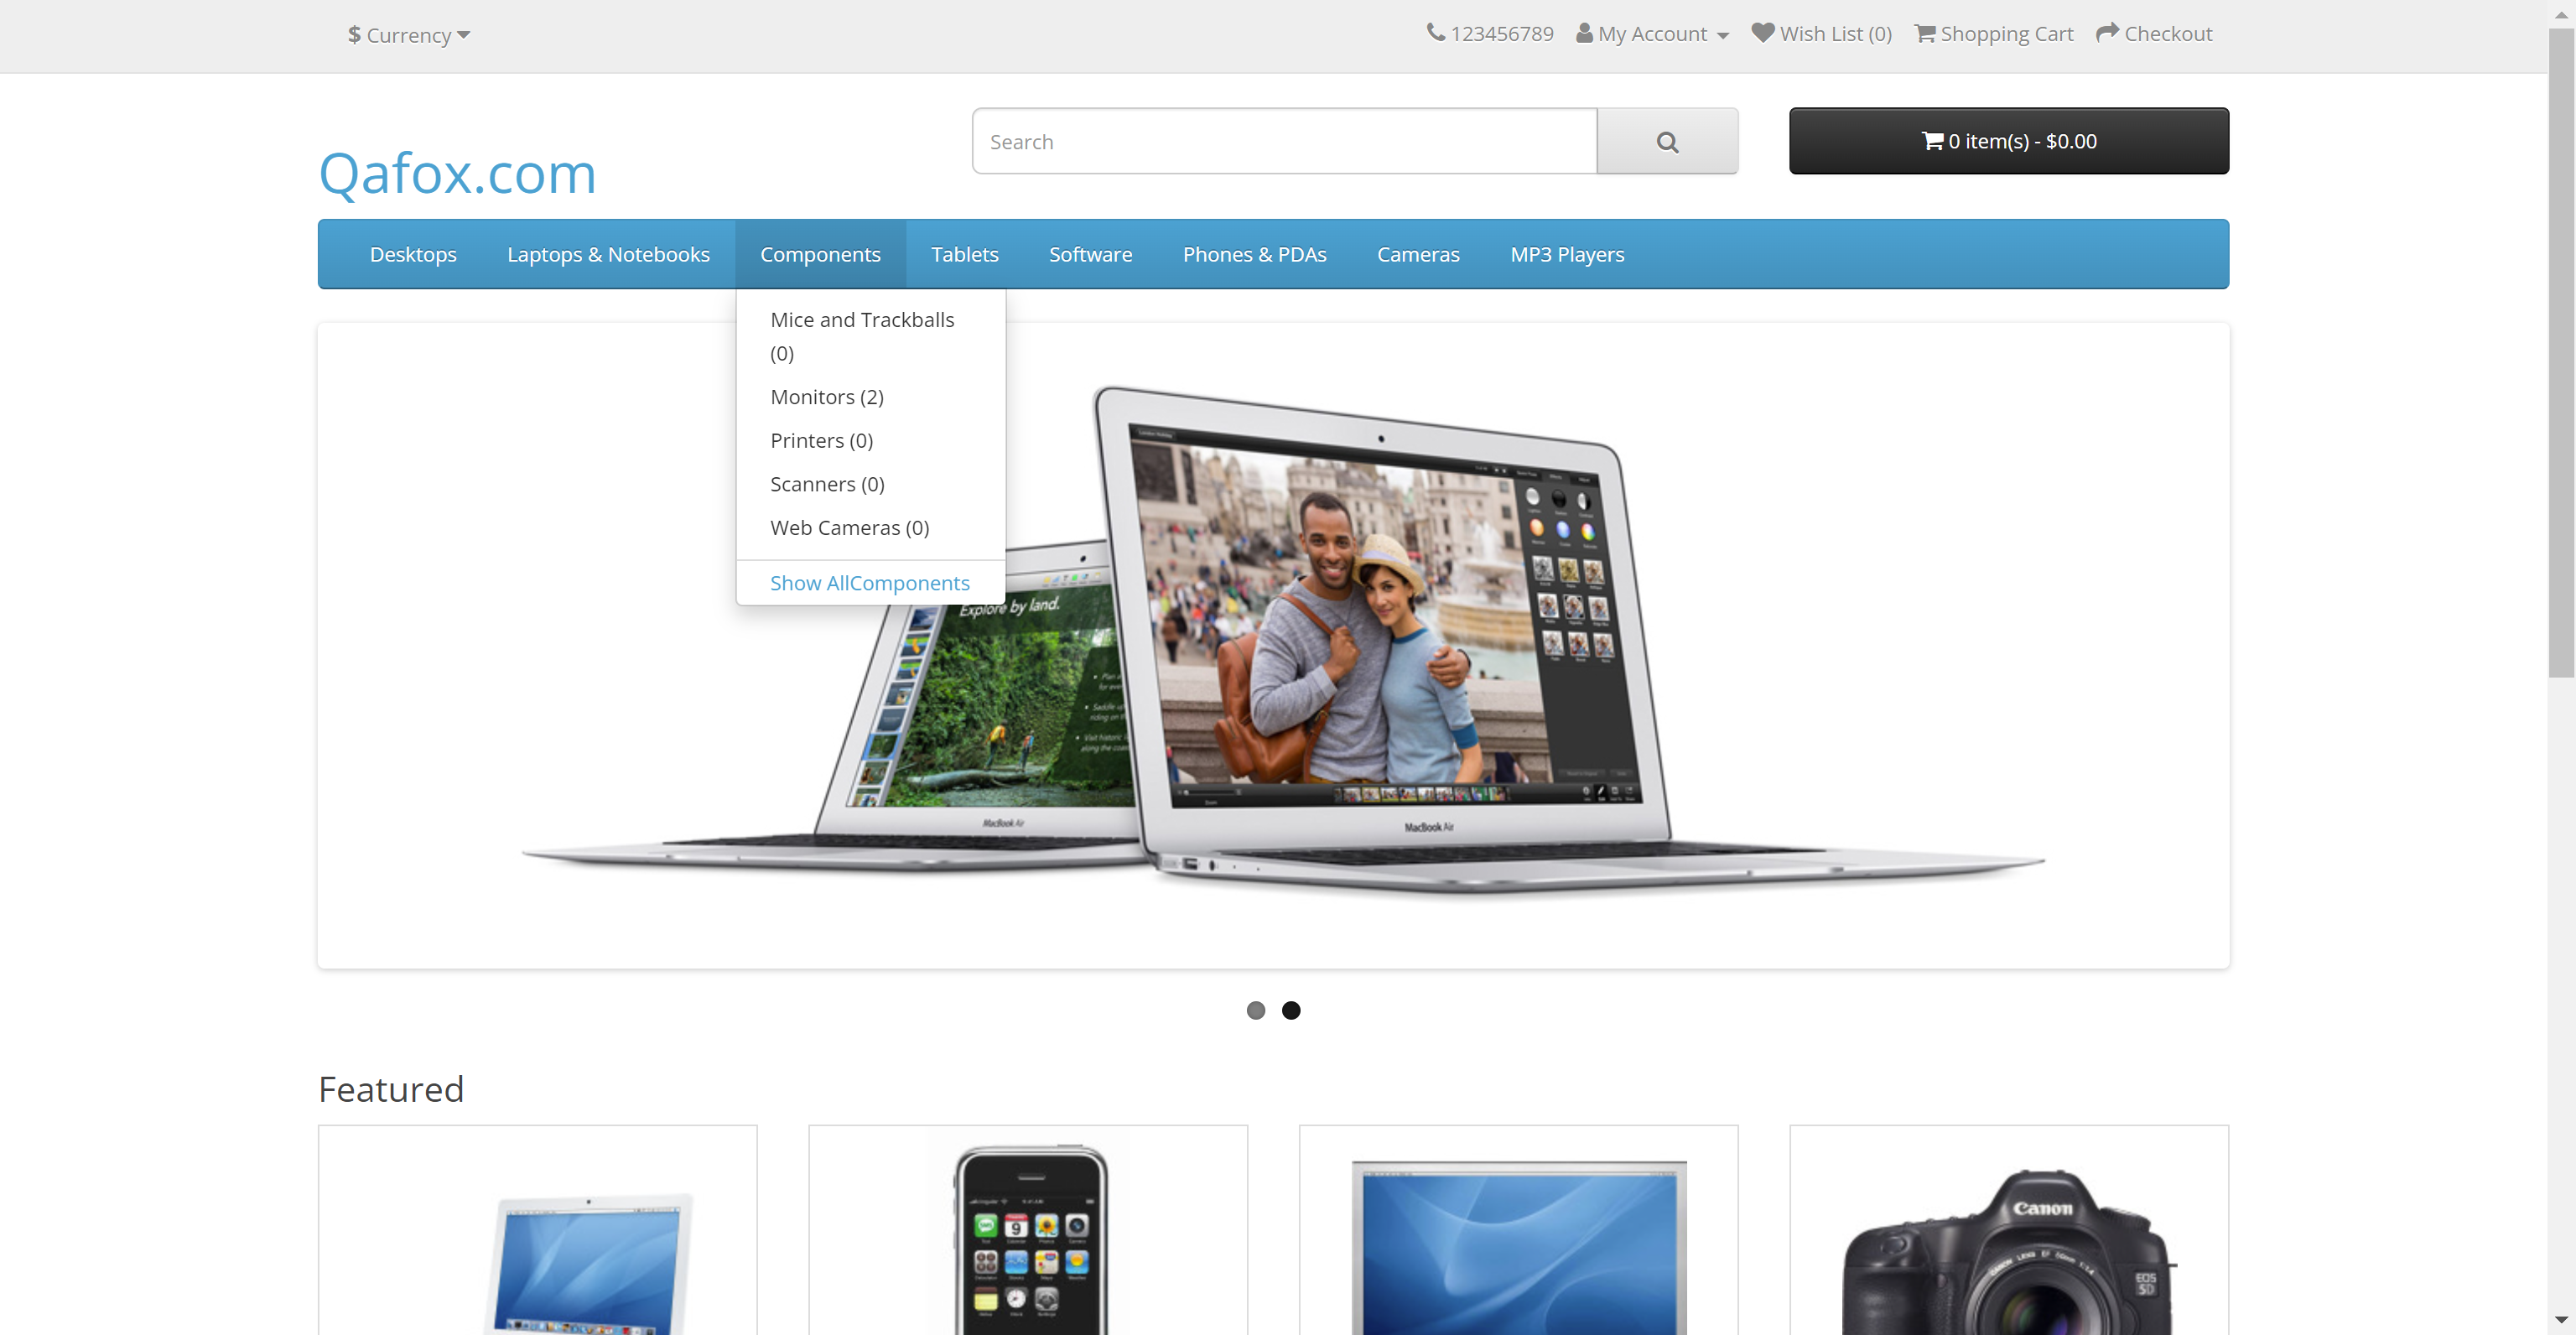 $ Currency
123456789 My Account Wish List (0) Shopping Cart Checkout
Search
0 item(s) - $0.00
Qafox.com
Desktops Laptops & Notebooks Components Tablets Software Phones & PDAs Cameras MP3 Players
Mice and Trackballs
(0)
Monitors (2)
Printers (0)
Scanners (0)
Web Cameras (0)
Show AllComponents
Explore by land.
MacBook Air
MacBook Air
Featured
Canon
EOS
5D